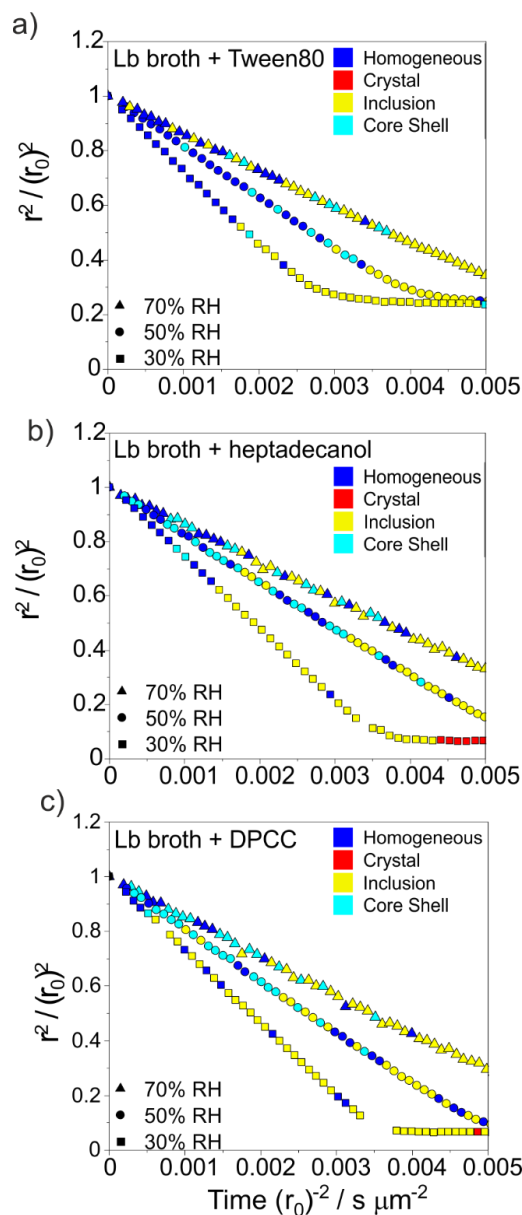 a)
r² / (r₀)²
1.2
1
0.8
0.6
0.4
0.2
0
Lb broth + Tween80
Homogeneous
Crystal
Inclusion
Core Shell
70% RH
50% RH
30% RH
0 0.001 0.002 0.003 0.004 0.005
b)
r² / (r₀)²
1.2
1
0.8
0.6
0.4
0.2
0
Lb broth + heptadecanol
Homogeneous
Crystal
Inclusion
Core Shell
70% RH
50% RH
30% RH
0 0.001 0.002 0.003 0.004 0.005
c)
r² / (r₀)²
1.2
1
0.8
0.6
0.4
0.2
0
Lb broth + DPCC
Homogeneous
Crystal
Inclusion
Core Shell
70% RH
50% RH
30% RH
0 0.001 0.002 0.003 0.004 0.005
Time (r₀)⁻² / s μm⁻²